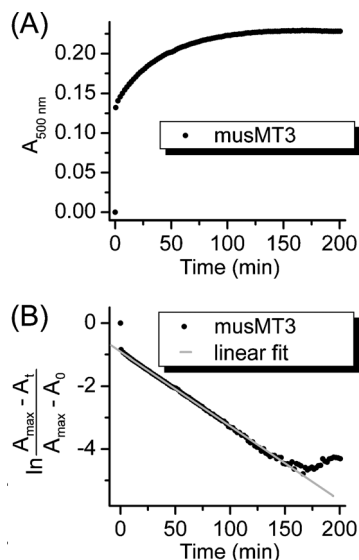 (A)
0.20
0.15
0.10
0.05
0.00
A500 nm
musMT3
0 50 100 150 200
Time (min)
(B)
0
-2
-4
ln (Amax - At) / (Amax - A0)
musMT3
linear fit
0 50 100 150 200
Time (min)